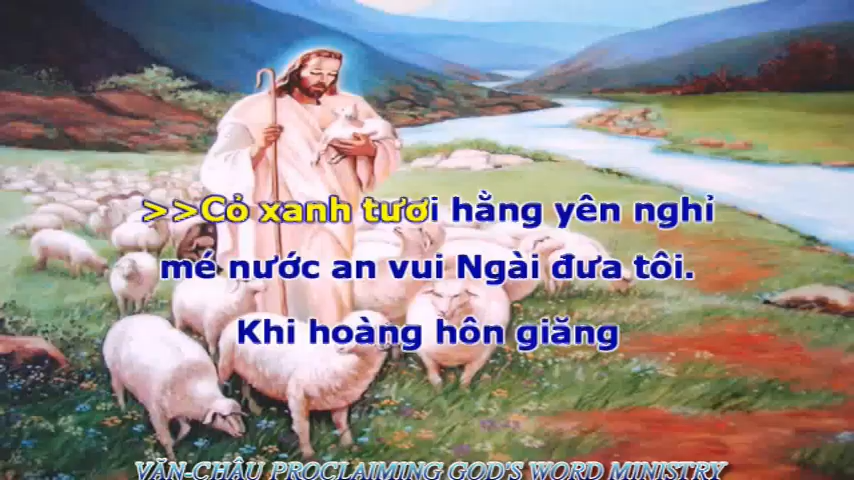 >>Cỏ xanh tươi hằng yên nghỉ
mé nước an vui Ngài đưa tôi.
Khi hoàng hôn giăng
VĂN-CHÂU PROCLAIMING GOD'S WORD MINISTRY